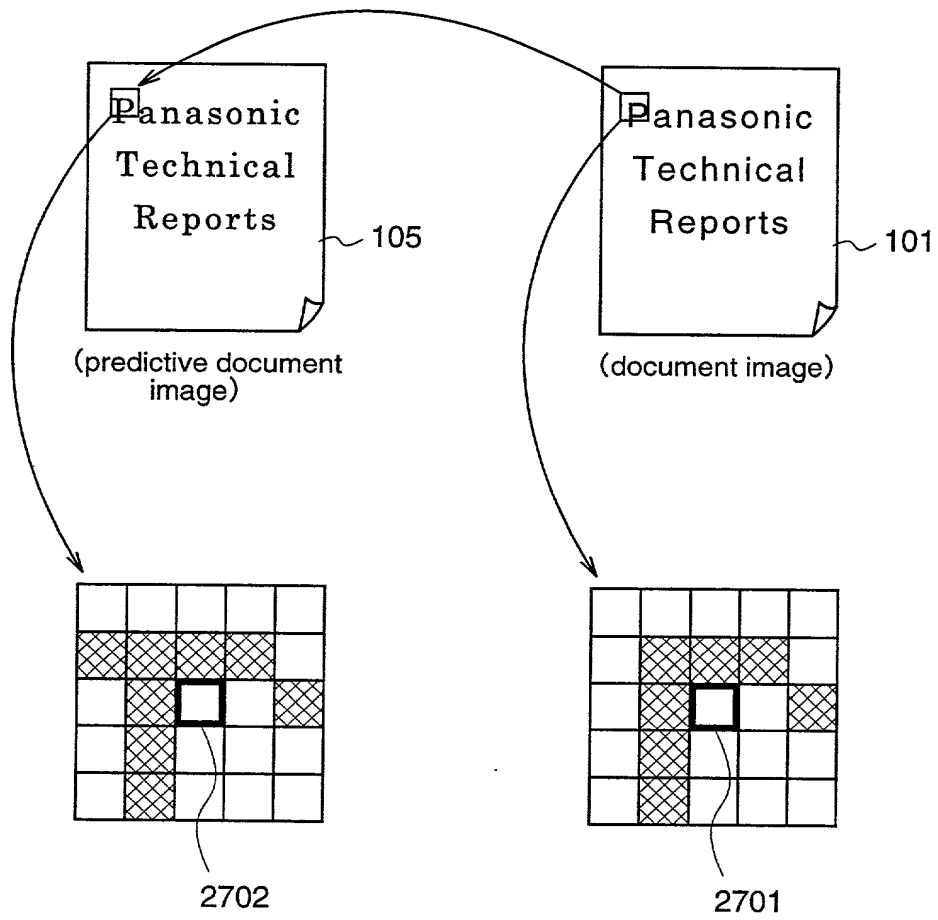 Panasonic
Technical
Reports
105
(predictive document
image)
Panasonic
Technical
Reports
101
(document image)
2702
2701